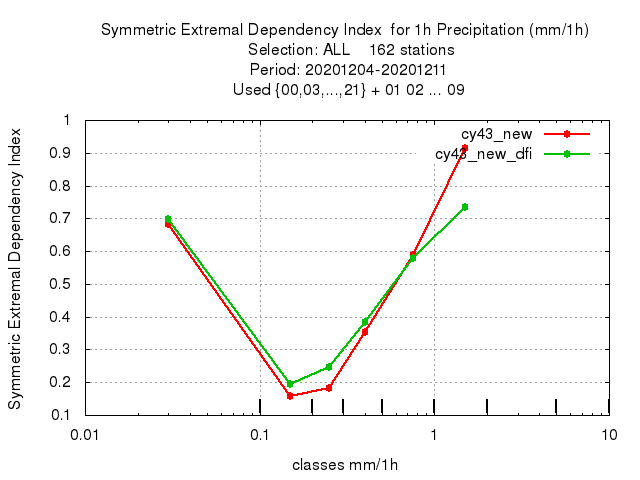 Symmetric Extremal Dependency Index  for 1h Precipitation (mm/1h)
Selection: ALL    162 stations
Period: 20201204-20201211
Used {00,03,...,21} + 01 02 ... 09
Symmetric Extremal Dependency Index
1
0.9
0.8
0.7
0.6
0.5
0.4
0.3
0.2
0.1
cy43_new
cy43_new_dfi
0.01
0.1
1
10
classes mm/1h